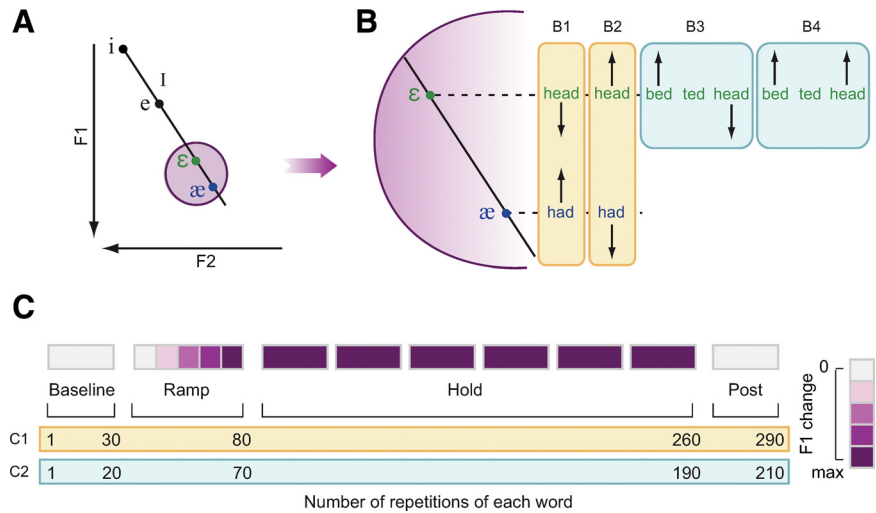 A
i
I
e
ɛ
æ
F1
F2
B
B1 B2 B3 B4
ɛ head head bed ted head bed ted head
æ had had
C
Baseline Ramp Hold Post
C1 1 30 80 260 290
C2 1 20 70 190 210
Number of repetitions of each word
0
F1 change
max